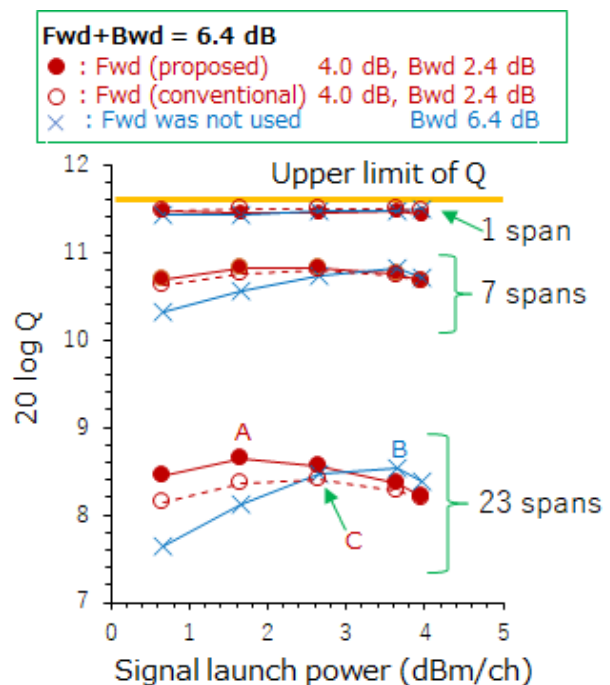 Fwd+Bwd = 6.4 dB
: Fwd (proposed) 4.0 dB, Bwd 2.4 dB
: Fwd (conventional) 4.0 dB, Bwd 2.4 dB
: Fwd was not used Bwd 6.4 dB
12
Upper limit of Q
1 span
11
7 spans
10
20 log Q
9
A
B
8
23 spans
C
7
0 1 2 3 4 5
Signal launch power (dBm/ch)